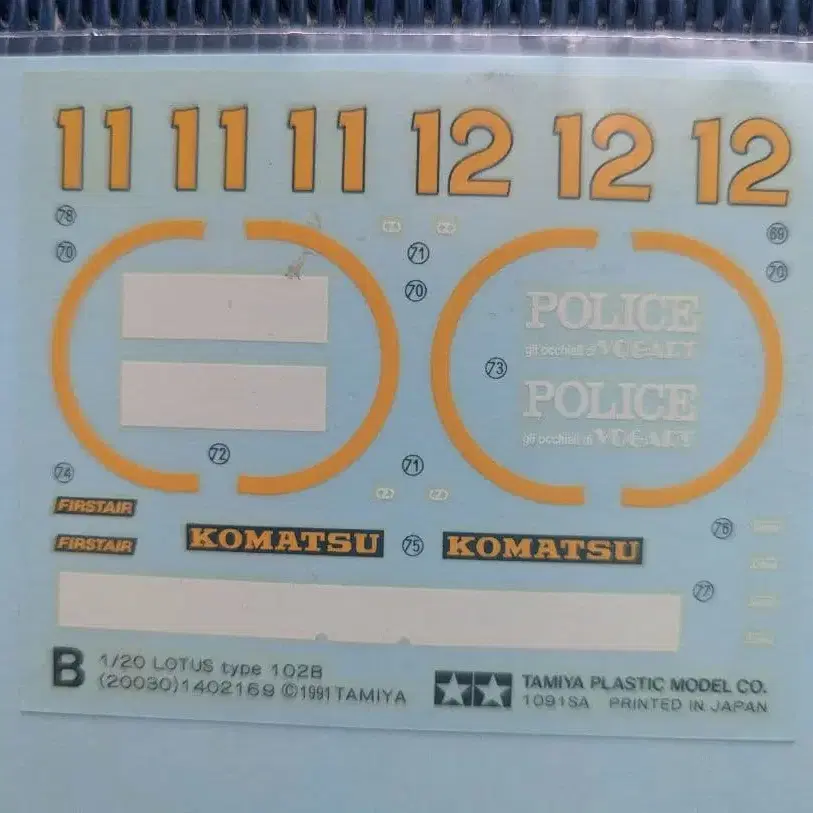 11 11 11 12 12 12
78 69
70 71 70
70
POLICE
gli occhiali di VOGART
73
POLICE
gli occhiali di VOGART
72
74 71
FIRSTAIR
KOMATSU 75 KOMATSU 76
FIRSTAIR
77
B 1/20 LOTUS type 102B
(20030)1402169 ©1991 TAMIYA
TAMIYA PLASTIC MODEL CO.
1091SA PRINTED IN JAPAN